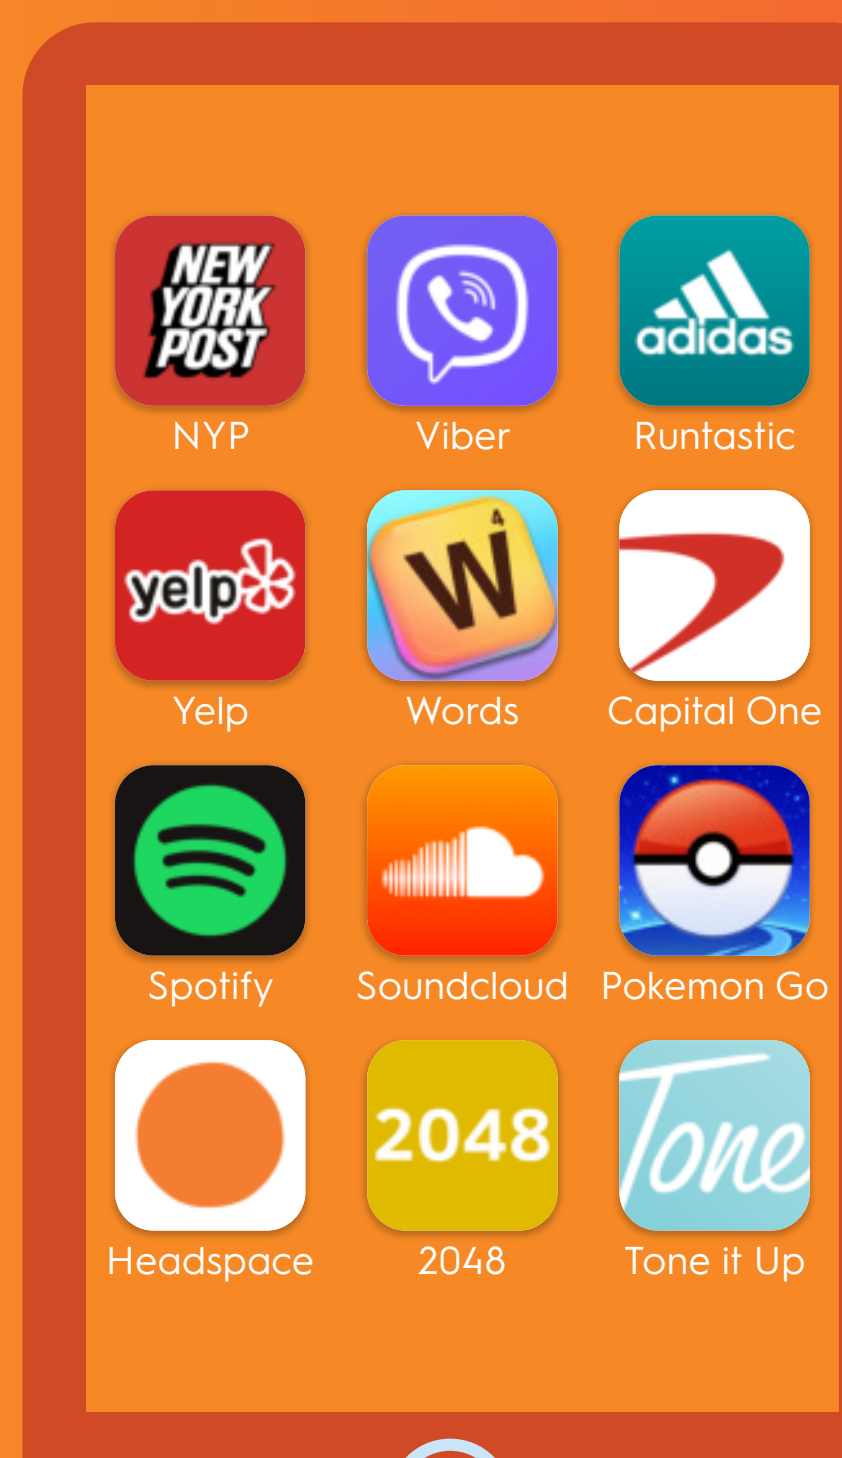 NEW
YORK
POST
adidas
NYP
Viber
Runtastic
yelp
4
W
Yelp
Words
Capital One
Spotify
Soundcloud
Pokemon Go
2048
Tone
Headspace
2048
Tone it Up